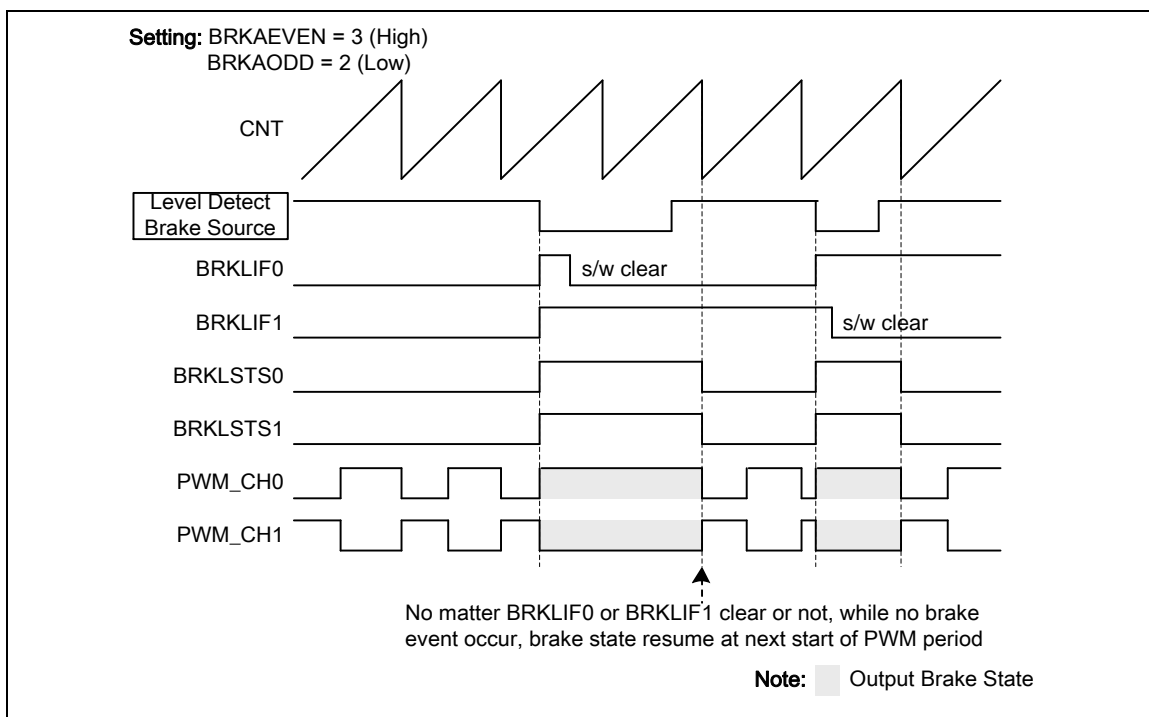 Setting: BRKAEVEN = 3 (High)
BRKAODD = 2 (Low)
CNT
Level Detect
Brake Source
BRKLIF0
s/w clear
BRKLIF1
s/w clear
BRKLSTS0
BRKLSTS1
PWM_CH0
PWM_CH1
No matter BRKLIF0 or BRKLIF1 clear or not, while no brake
event occur, brake state resume at next start of PWM period
Note: Output Brake State